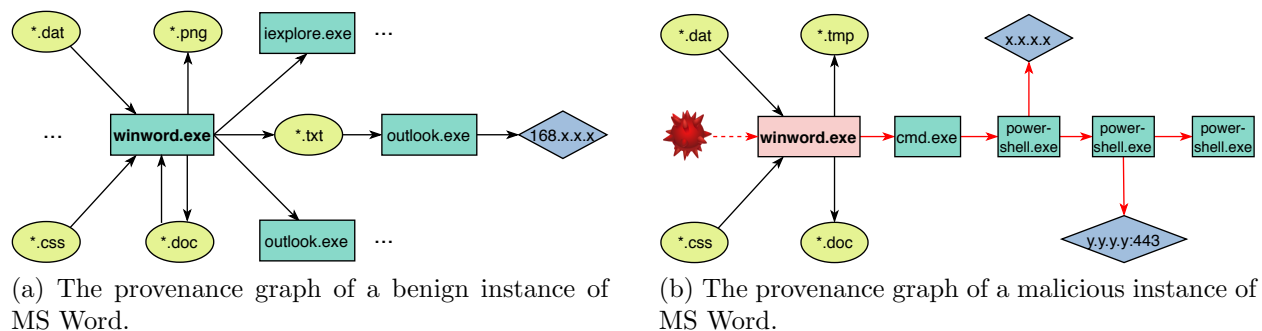 *.dat
*.png
iexplore.exe
...
...
winword.exe
*.txt
outlook.exe
168.x.x.x
*.css
*.doc
outlook.exe
...
(a) The provenance graph of a benign instance of
MS Word.
*.dat
*.tmp
x.x.x.x
winword.exe
cmd.exe
power-
shell.exe
power-
shell.exe
power-
shell.exe
*.css
*.doc
y.y.y.y:443
(b) The provenance graph of a malicious instance of
MS Word.